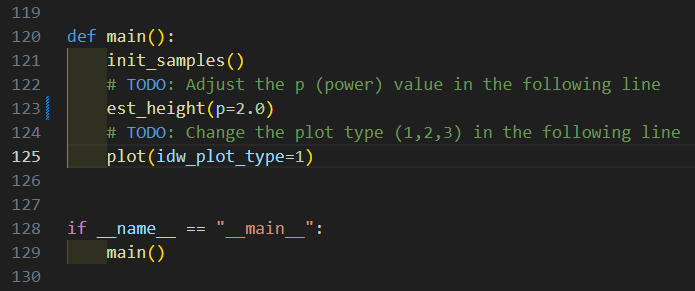 119
120 def main():
121     init_samples()
122     # TODO: Adjust the p (power) value in the following line
123     est_height(p=2.0)
124     # TODO: Change the plot type (1,2,3) in the following line
125     plot(idw_plot_type=1)
126
127
128 if __name__ == "__main__":
129     main()
130